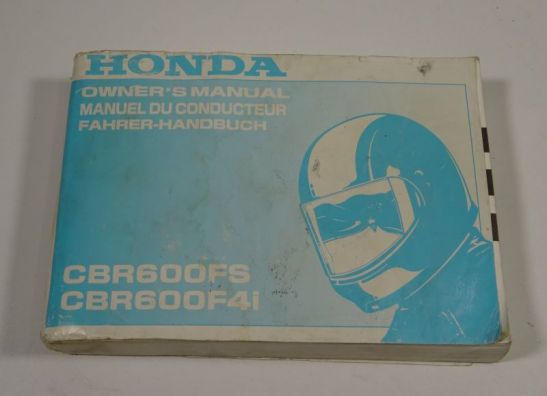 HONDA
OWNER'S MANUAL
MANUEL DU CONDUCTEUR
FAHRER-HANDBUCH
CBR600FS
CBR600F4i